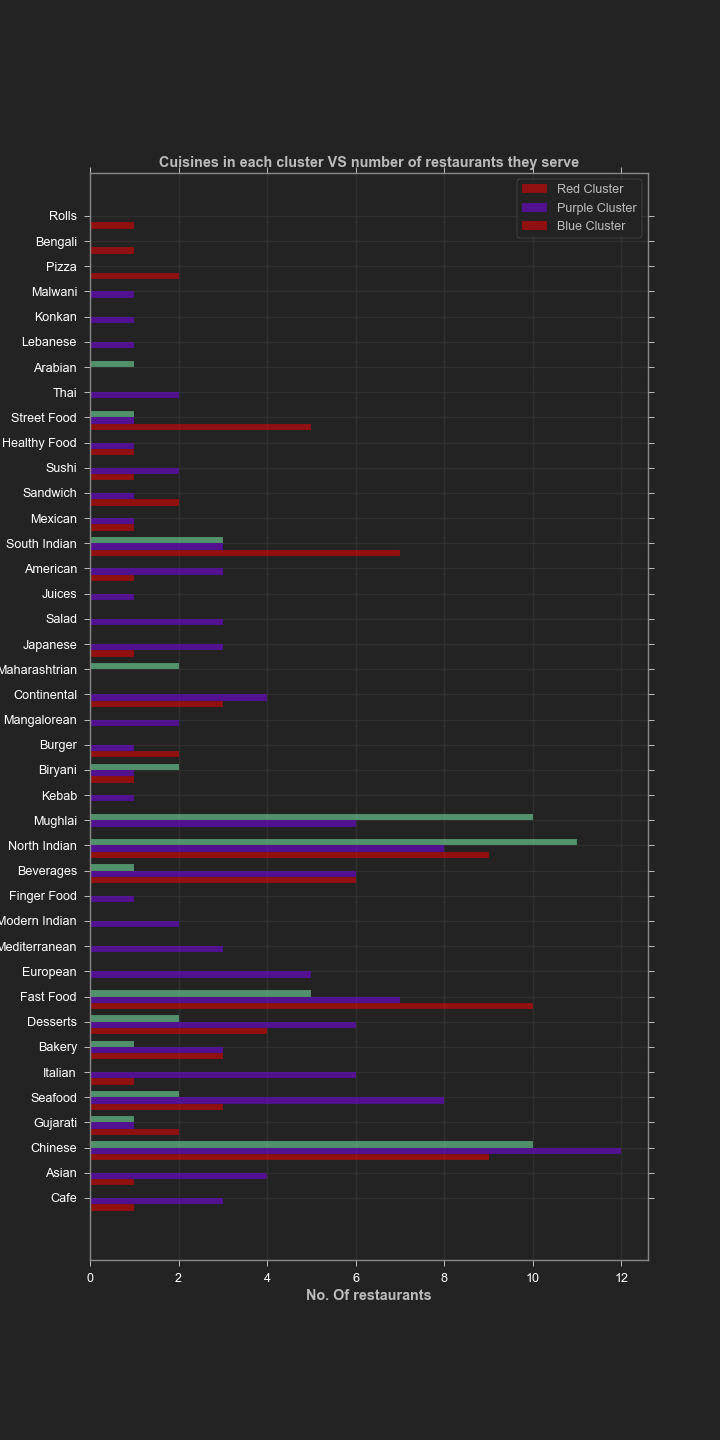 Cuisines in each cluster VS number of restaurants they serve
Red Cluster
Purple Cluster
Blue Cluster
Rolls
Bengali
Pizza
Malwani
Konkan
Lebanese
Arabian
Thai
Street Food
Healthy Food
Sushi
Sandwich
Mexican
South Indian
American
Juices
Salad
Japanese
Maharashtrian
Continental
Mangalorean
Burger
Biryani
Kebab
Mughlai
North Indian
Beverages
Finger Food
Modern Indian
Mediterranean
European
Fast Food
Desserts
Bakery
Italian
Seafood
Gujarati
Chinese
Asian
Cafe
0 2 4 6 8 10 12
No. Of restaurants